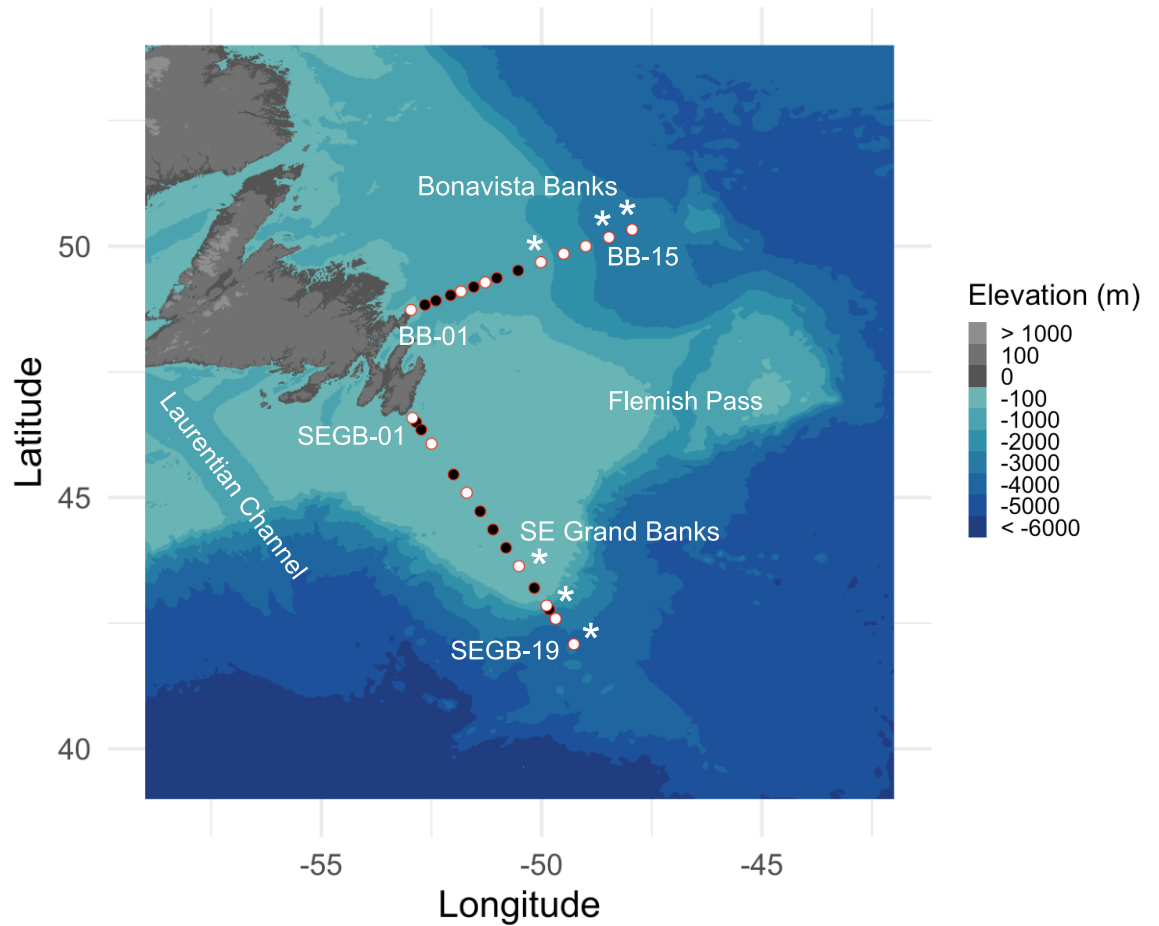 Bonavista Banks
*
*
*
BB-15
BB-01
Flemish Pass
SEGB-01
Laurentian Channel
SE Grand Banks
*
*
*
SEGB-19
50
45
40
Latitude
-55
-50
-45
Longitude
Elevation (m)
> 1000
100
0
-100
-1000
-2000
-3000
-4000
-5000
< -6000